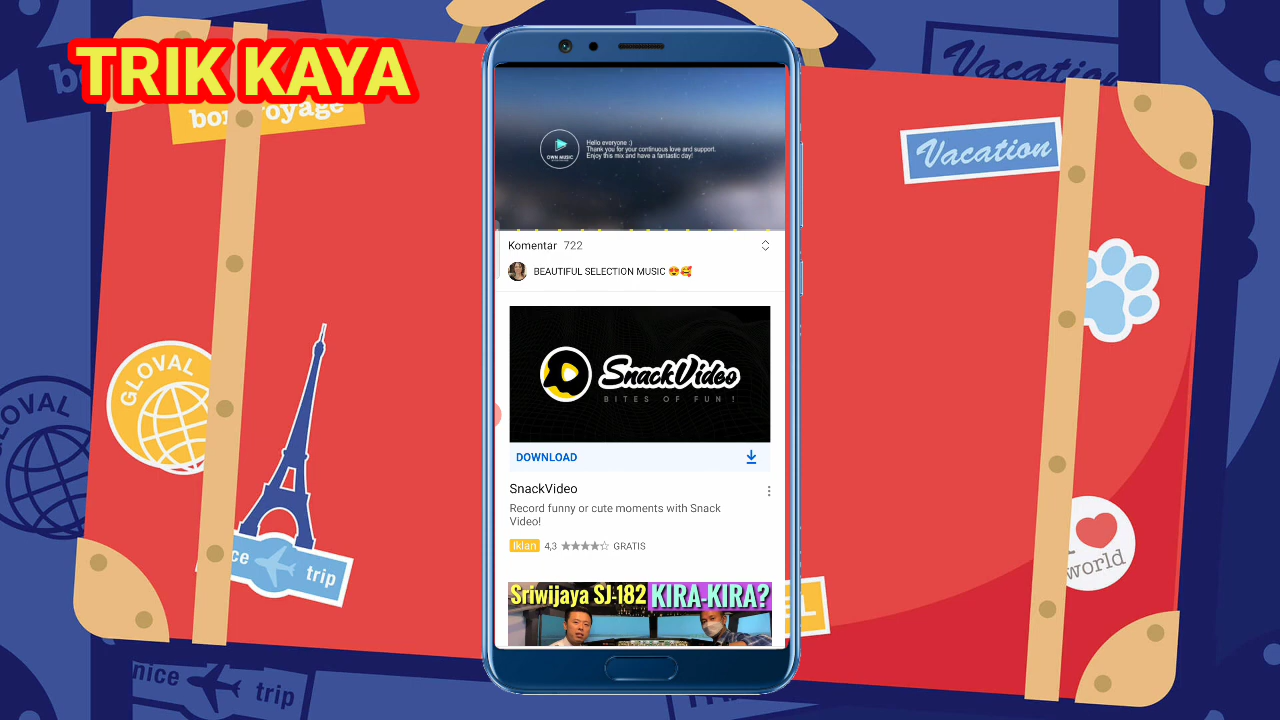 TRIK KAYA
bon voyage
Vacation
Vacation
GLOVAL
GLOVAL
nice trip
nice trip
world
OWN MUSIC
Hello everyone :)
Thank you for your continuous love and support.
Enjoy this mix and have a fantastic day!
Komentar 722
BEAUTIFUL SELECTION MUSIC 😍🥰
SnackVideo
BITES OF FUN !
DOWNLOAD
SnackVideo
Record funny or cute moments with Snack
Video!
Iklan 4,3 GRATIS
Sriwijaya SJ-182 KIRA-KIRA?